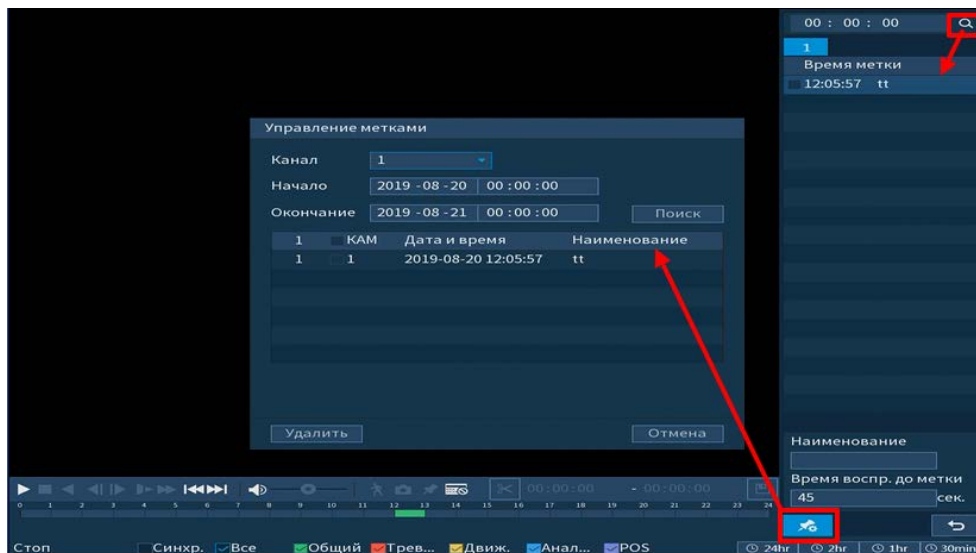 00 : 00 : 00
1
Время метки
12:05:57 tt
Управление метками
Канал 1
Начало 2019 -08 -20 00 :00 :00
Окончание 2019 -08 -21 00 :00 :00 Поиск
1 КАМ Дата и время Наименование
1 1 2019-08-20 12:05:57 tt
Удалить Отмена
Наименование
Время воспр. до метки
45 сек.
00:00:00 - 00:00:00
0 1 2 3 4 5 6 7 8 9 10 11 12 13 14 15 16 17 18 19 20 21 22 23 24
Стоп Синхр. Все Общий Трев... Движ. Анал... POS 24hr 2hr 1hr 30min